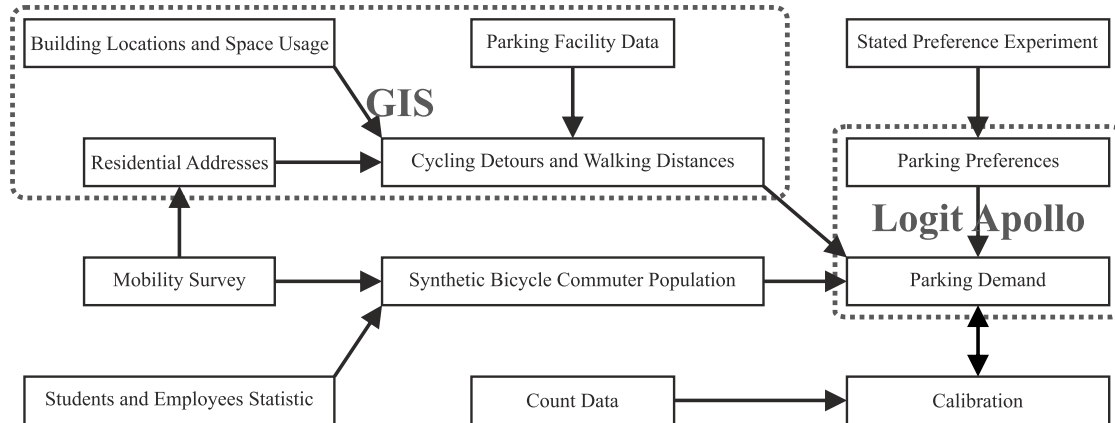 Building Locations and Space Usage
Parking Facility Data
Stated Preference Experiment
GIS
Residential Addresses
Cycling Detours and Walking Distances
Parking Preferences
Logit Apollo
Mobility Survey
Synthetic Bicycle Commuter Population
Parking Demand
Students and Employees Statistic
Count Data
Calibration